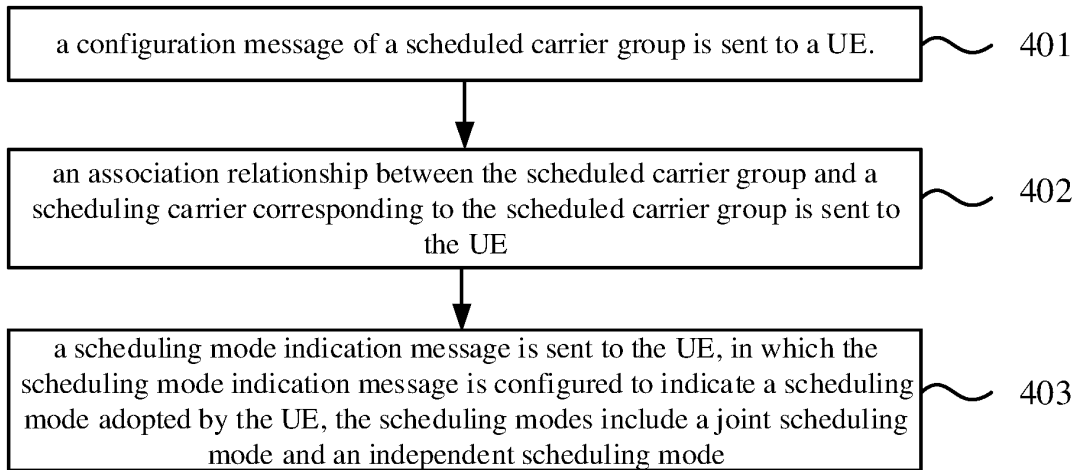 a configuration message of a scheduled carrier group is sent to a UE.
401
an association relationship between the scheduled carrier group and a
scheduling carrier corresponding to the scheduled carrier group is sent to
the UE
402
a scheduling mode indication message is sent to the UE, in which the
scheduling mode indication message is configured to indicate a scheduling
mode adopted by the UE, the scheduling modes include a joint scheduling
mode and an independent scheduling mode
403